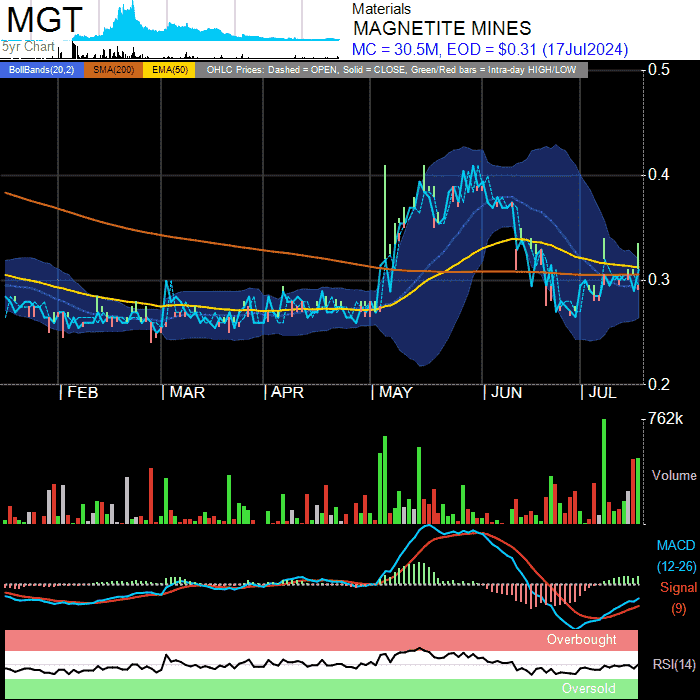 MGT
5yr Chart
Materials
MAGNETITE MINES
MC = 30.5M, EOD = $0.31 (17Jul2024)
BollBands(20,2) SMA(200) EMA(50) OHLC Prices: Dashed = OPEN, Solid = CLOSE, Green/Red bars = Intra-day HIGH/LOW
0.5
0.4
0.3
0.2
FEB MAR APR MAY JUN JUL
762k
Volume
MACD
(12-26)
Signal
(9)
Overbought
RSI(14)
Oversold